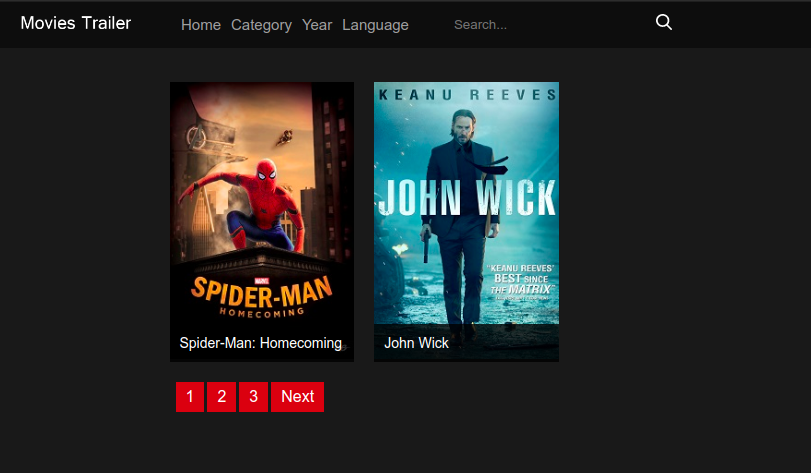 Movies Trailer
Home Category Year Language
Search...
MARVEL
SPIDER-MAN
HOMECOMING
Spider-Man: Homecoming
KEANU REEVES
JOHN WICK
"KEANU REEVES'
BEST SINCE
THE MATRIX"
John Wick
1 2 3 Next